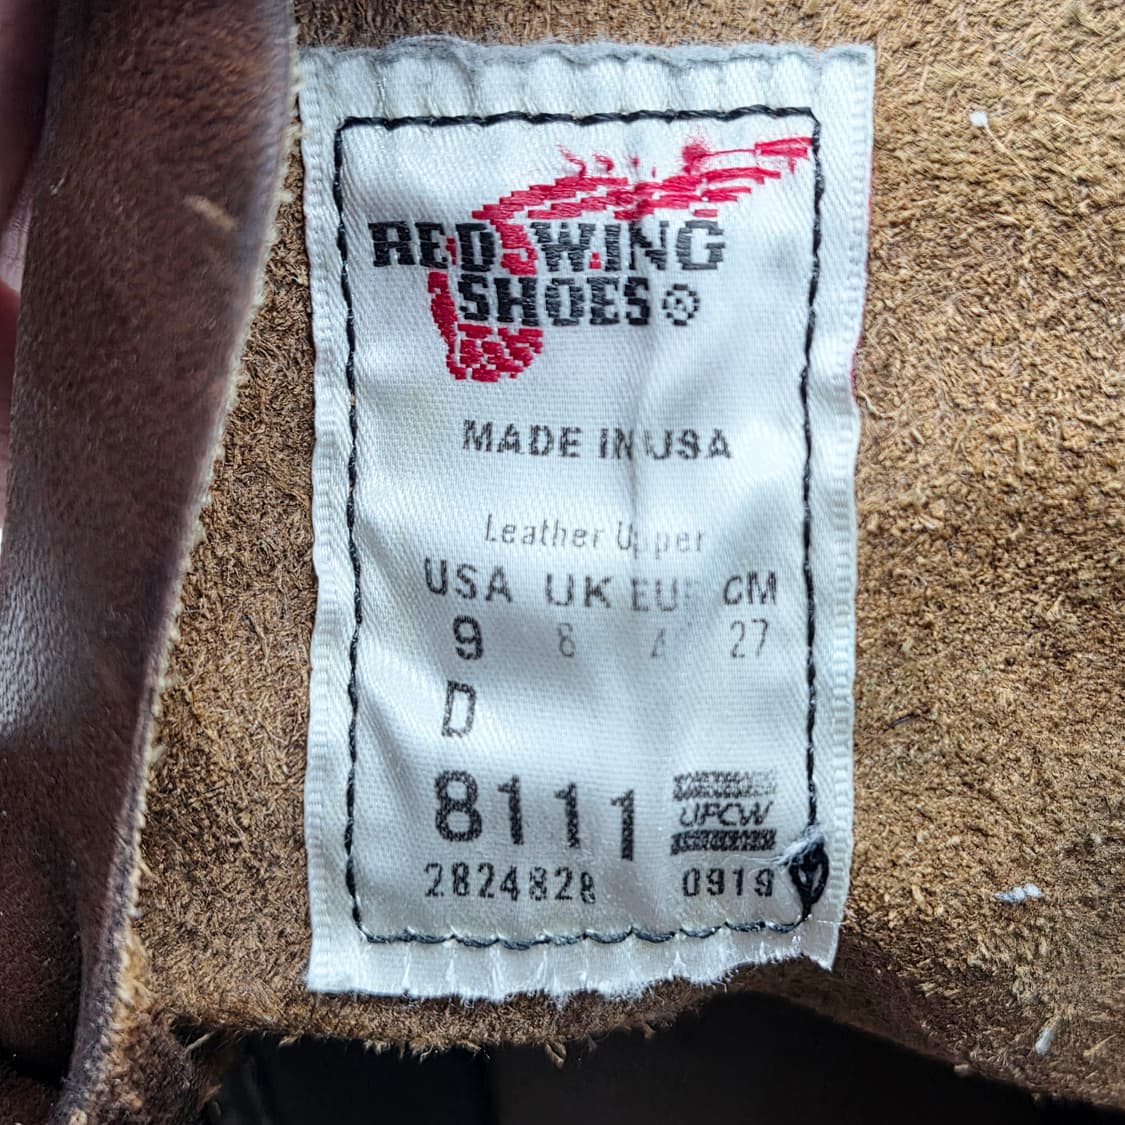 RED WING
SHOES®
MADE IN USA
Leather Upper
USA UK EUR CM
9 8 27
D
8111
UFCW
2824828 0919